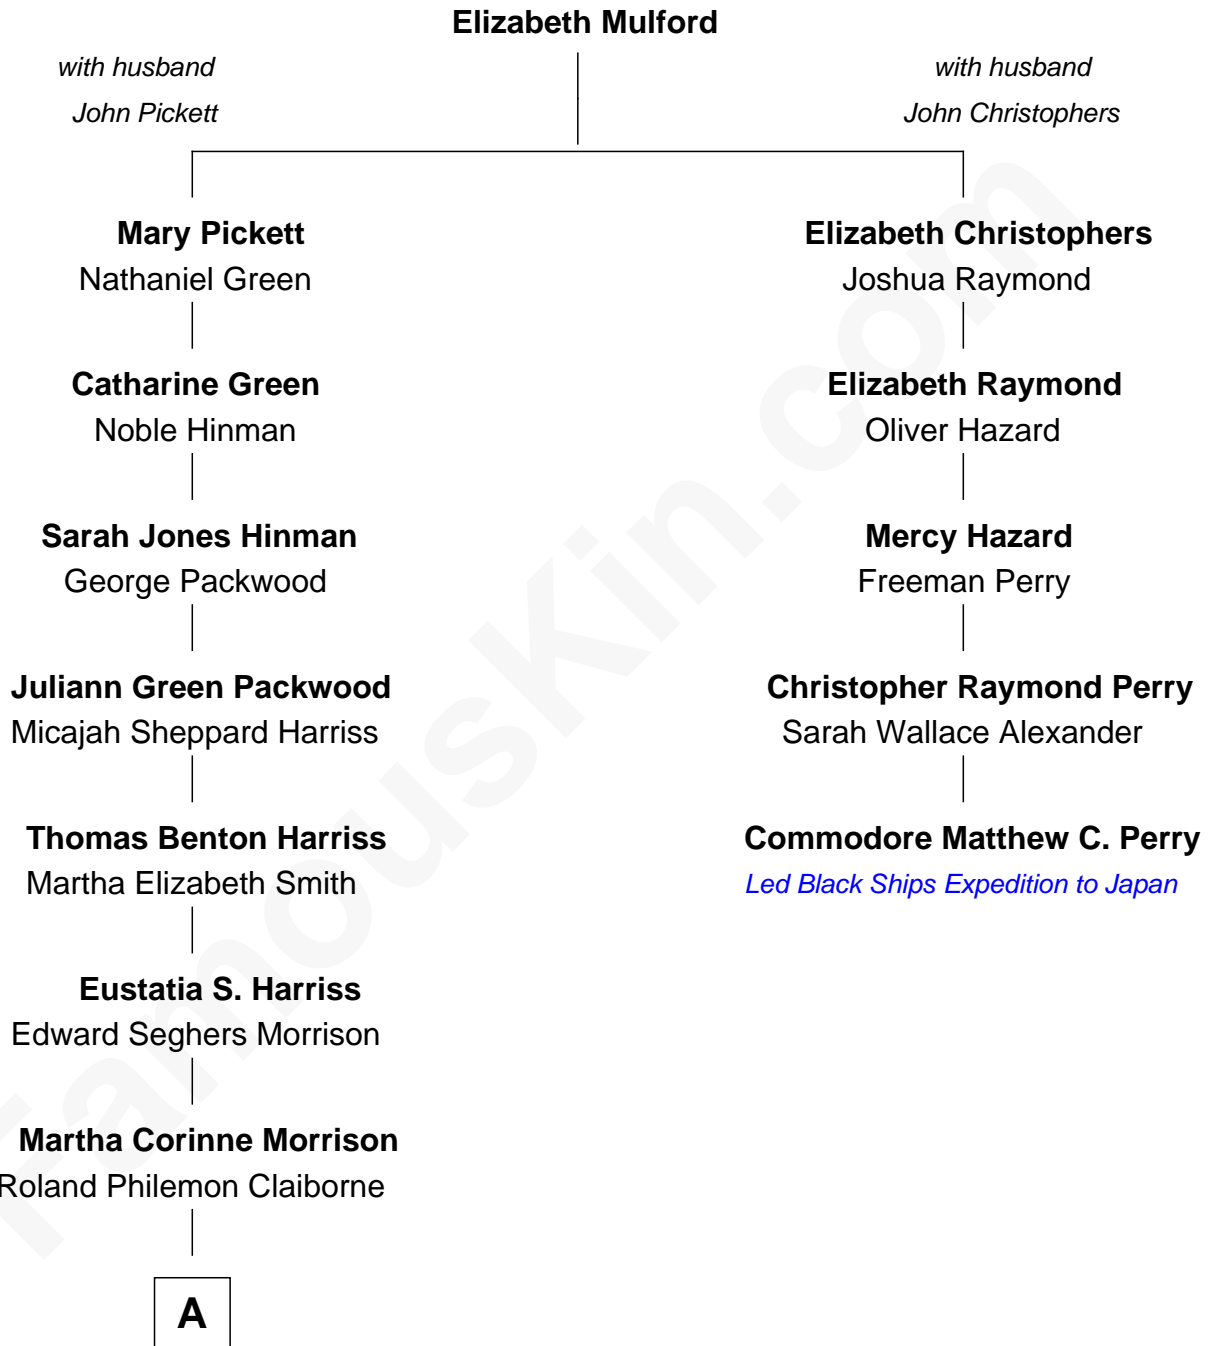 Elizabeth Mulford
with husband
John Pickett
with husband
John Christophers
Mary Pickett
Nathaniel Green
Elizabeth Christophers
Joshua Raymond
Catharine Green
Noble Hinman
Elizabeth Raymond
Oliver Hazard
Sarah Jones Hinman
George Packwood
Mercy Hazard
Freeman Perry
Juliann Green Packwood
Micajah Sheppard Harriss
Christopher Raymond Perry
Sarah Wallace Alexander
Thomas Benton Harriss
Martha Elizabeth Smith
Commodore Matthew C. Perry
Led Black Ships Expedition to Japan
Eustatia S. Harriss
Edward Seghers Morrison
Martha Corinne Morrison
Roland Philemon Claiborne
A
FamousKin.com